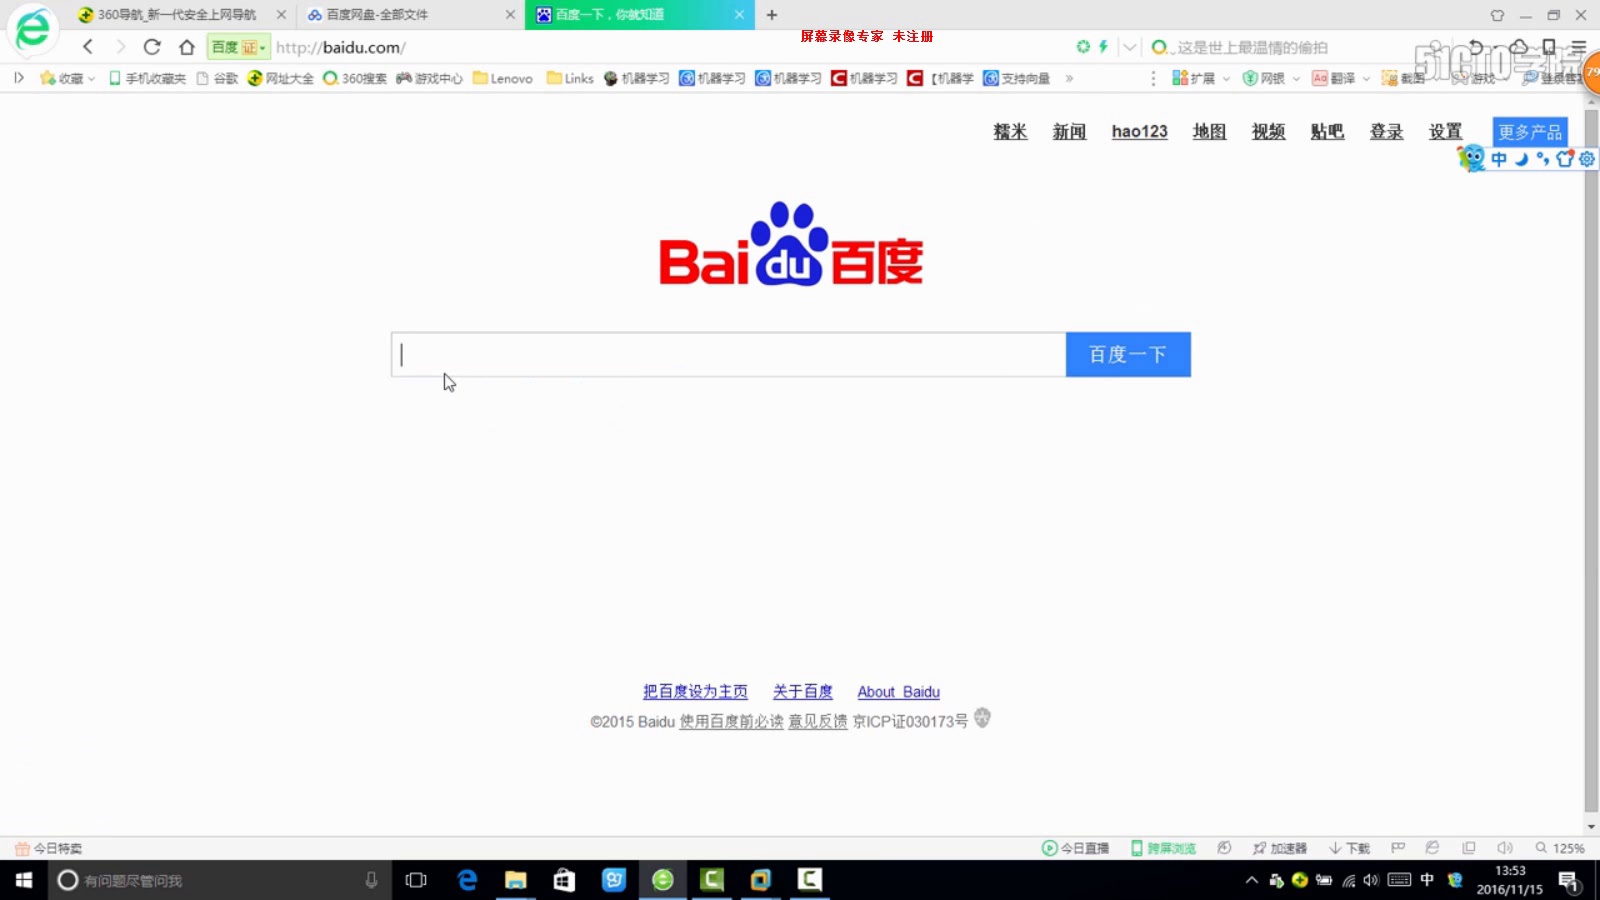 360导航_新一代安全上网导航
百度网盘-全部文件
百度一下，你就知道
屏幕录像专家 未注册
百度 证
http://baidu.com/
这是世上最温情的偷拍
51CTO学院
收藏 手机收藏夹 谷歌 网址大全 360搜索 游戏中心 Lenovo Links 机器学习 机器学习 机器学习 机器学习 【机器学 支持向量 » 扩展 网银 翻译 截图 游戏
79
糯米 新闻 hao123 地图 视频 贴吧 登录 设置 更多产品
中
Bai du 百度
百度一下
把百度设为主页 关于百度 About Baidu
©2015 Baidu 使用百度前必读 意见反馈 京ICP证030173号
今日特卖
今日直播 跨屏浏览 加速器 下载 125%
有问题尽管问我
中
13:53
2016/11/15
1